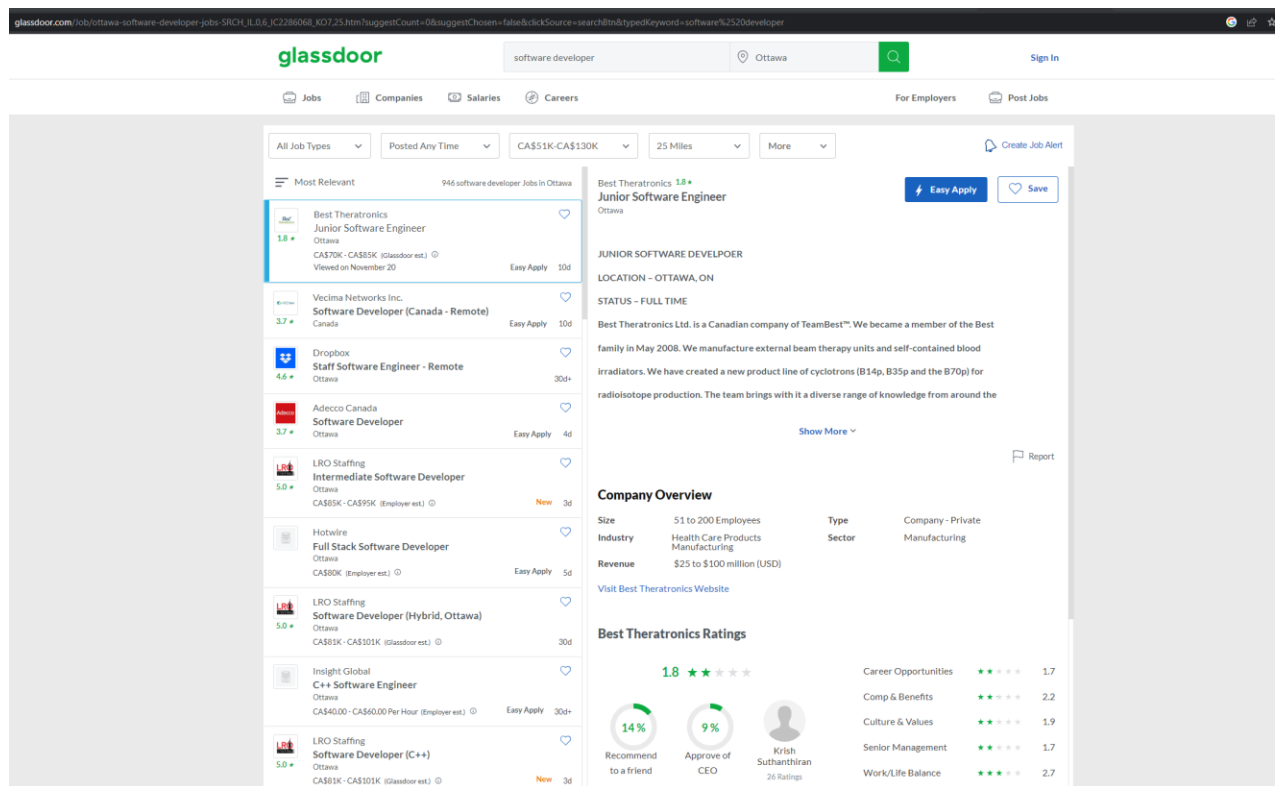 glassdoor.com/Job/ottawa-software-developer-jobs-SRCH_IL.0,6_IC2286068_KO7,25.htm?suggestCount=0&suggestChosen=false&clickSource=searchBtn&typedKeyword=software%2520developer
glassdoor
software developer
Ottawa
Sign In
Jobs
Companies
Salaries
Careers
For Employers
Post Jobs
All Job Types
Posted Any Time
CA$51K-CA$130K
25 Miles
More
Create Job Alert
Most Relevant
946 software developer Jobs in Ottawa
Best Theratronics
Junior Software Engineer
1.8 ★
Ottawa
CA$70K - CA$85K (Glassdoor est.)
Viewed on November 20
Easy Apply 10d
Vecima Networks Inc.
Software Developer (Canada - Remote)
3.7 ★
Canada
Easy Apply 10d
Dropbox
Staff Software Engineer - Remote
4.6 ★
Ottawa
30d+
Adecco
Adecco Canada
Software Developer
3.7 ★
Ottawa
Easy Apply 4d
LRO
LRO Staffing
Intermediate Software Developer
5.0 ★
Ottawa
CA$85K - CA$95K (Employer est.)
New 3d
Hotwire
Full Stack Software Developer
Ottawa
CA$80K (Employer est.)
Easy Apply 5d
LRO
LRO Staffing
Software Developer (Hybrid, Ottawa)
5.0 ★
Ottawa
CA$81K - CA$101K (Glassdoor est.)
30d
Insight Global
C++ Software Engineer
Ottawa
CA$40.00 - CA$60.00 Per Hour (Employer est.)
Easy Apply 30d+
LRO
LRO Staffing
Software Developer (C++)
5.0 ★
Ottawa
CA$81K - CA$101K (Glassdoor est.)
New 3d
Best Theratronics 1.8 ★
Junior Software Engineer
Ottawa
Easy Apply
Save
JUNIOR SOFTWARE DEVELPOER
LOCATION – OTTAWA, ON
STATUS – FULL TIME
Best Theratronics Ltd. is a Canadian company of TeamBest™. We became a member of the Best
family in May 2008. We manufacture external beam therapy units and self-contained blood
irradiators. We have created a new product line of cyclotrons (B14p, B35p and the B70p) for
radioisotope production. The team brings with it a diverse range of knowledge from around the
Show More
Report
Company Overview
Size 51 to 200 Employees
Type Company - Private
Industry Health Care Products
Manufacturing
Sector Manufacturing
Revenue $25 to $100 million (USD)
Visit Best Theratronics Website
Best Theratronics Ratings
1.8 ★★★★★
14 %
Recommend
to a friend
9 %
Approve of
CEO
Krish
Suthanthiran
26 Ratings
Career Opportunities ★★★★★ 1.7
Comp & Benefits ★★★★★ 2.2
Culture & Values ★★★★★ 1.9
Senior Management ★★★★★ 1.7
Work/Life Balance ★★★★★ 2.7